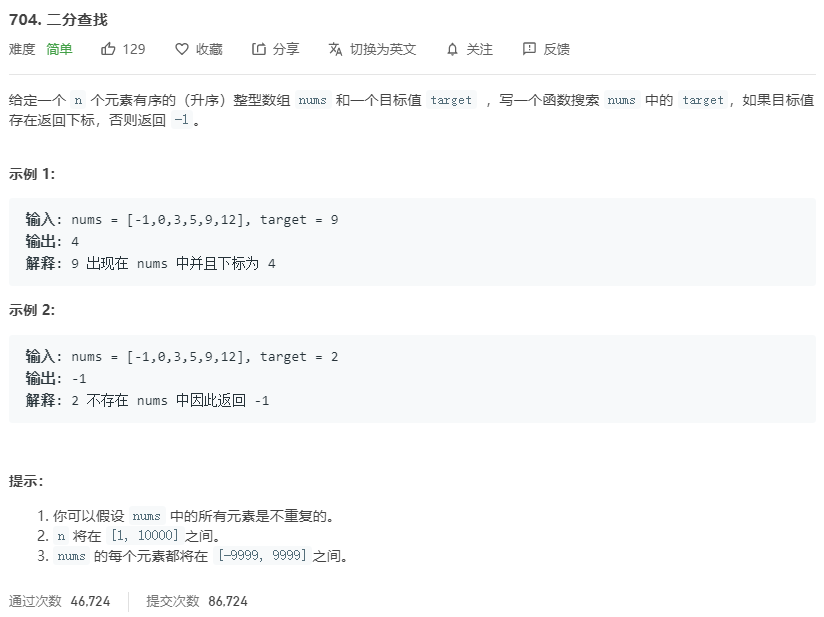 704. 二分查找
难度 简单 129 收藏 分享 切换为英文 关注 反馈
给定一个 n 个元素有序的（升序）整型数组 nums 和一个目标值 target ，写一个函数搜索 nums 中的 target，如果目标值
存在返回下标，否则返回 -1。
示例 1:
输入: nums = [-1,0,3,5,9,12], target = 9
输出: 4
解释: 9 出现在 nums 中并且下标为 4
示例 2:
输入: nums = [-1,0,3,5,9,12], target = 2
输出: -1
解释: 2 不存在 nums 中因此返回 -1
提示：
1. 你可以假设 nums 中的所有元素是不重复的。
2. n 将在 [1, 10000]之间。
3. nums 的每个元素都将在 [-9999, 9999]之间。
通过次数 46,724 提交次数 86,724